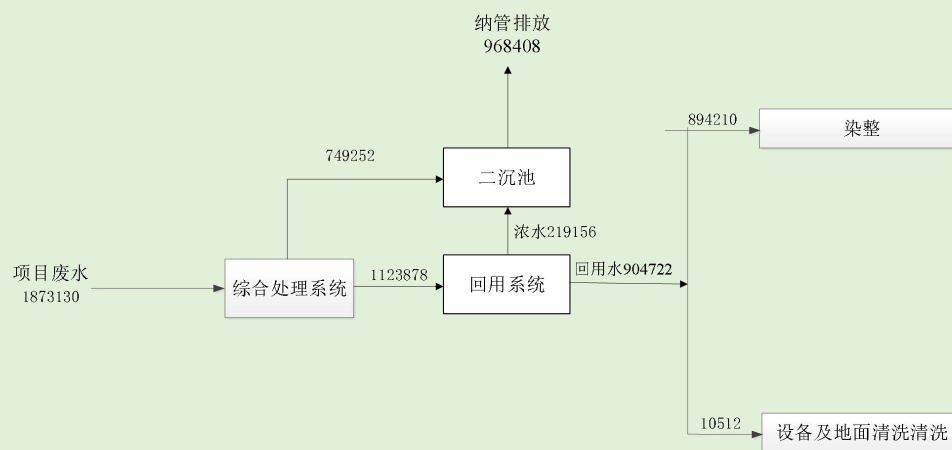 纳管排放
968408
894210
染整
749252
二沉池
浓水219156
项目废水
1873130
综合处理系统
1123878
回用系统
回用水904722
10512
设备及地面清洗清洗